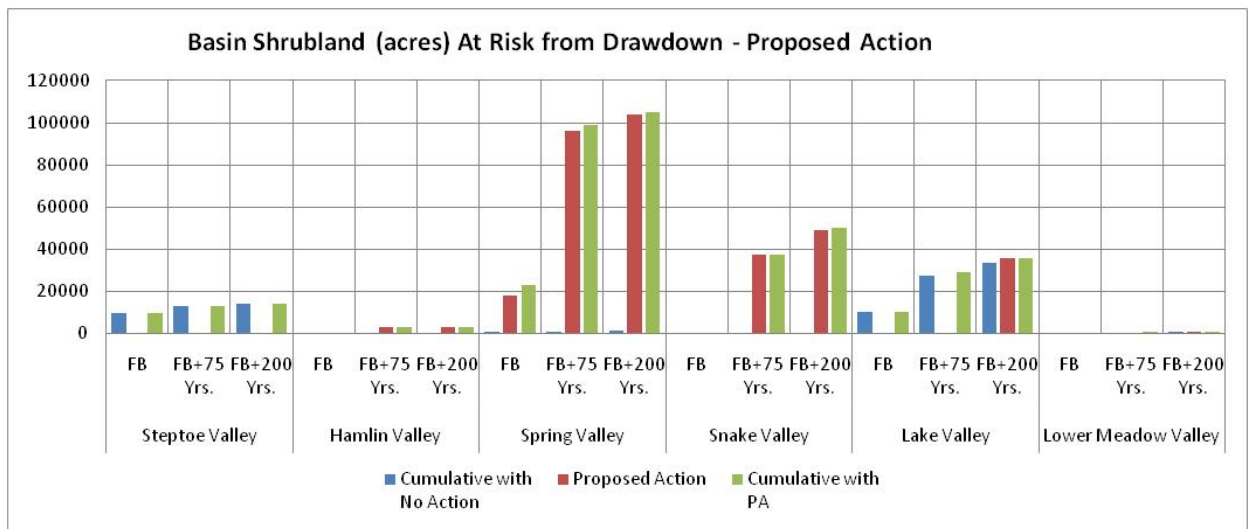 Basin Shrubland (acres) At Risk from Drawdown - Proposed Action
120000
100000
80000
60000
40000
20000
0
FB FB+75 Yrs. FB+200 Yrs. FB FB+75 Yrs. FB+200 Yrs. FB FB+75 Yrs. FB+200 Yrs. FB FB+75 Yrs. FB+200 Yrs. FB FB+75 Yrs. FB+200 Yrs. FB FB+75 Yrs. FB+200 Yrs.
Steptoe Valley Hamlin Valley Spring Valley Snake Valley Lake Valley Lower Meadow Valley
Cumulative with No Action
Proposed Action
Cumulative with PA